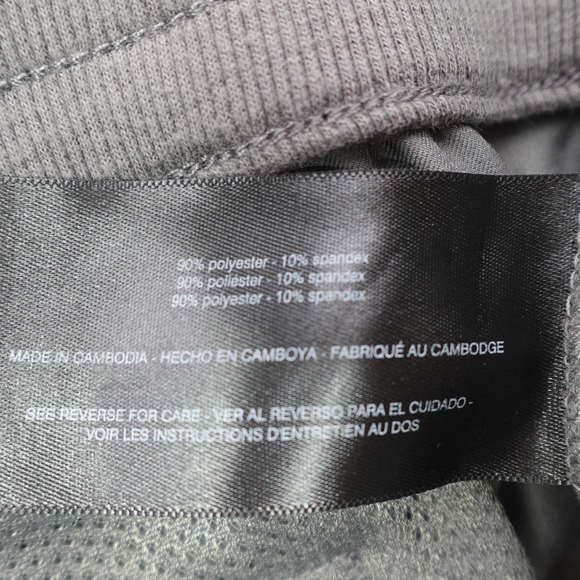 90% polyester - 10% spandex
90% poliéster - 10% spandex
90% polyester - 10% spandex
MADE IN CAMBODIA - HECHO EN CAMBOYA - FABRIQUÉ AU CAMBODGE
SEE REVERSE FOR CARE - VER AL REVERSO PARA EL CUIDADO -
VOIR LES INSTRUCTIONS D'ENTRETIEN AU DOS